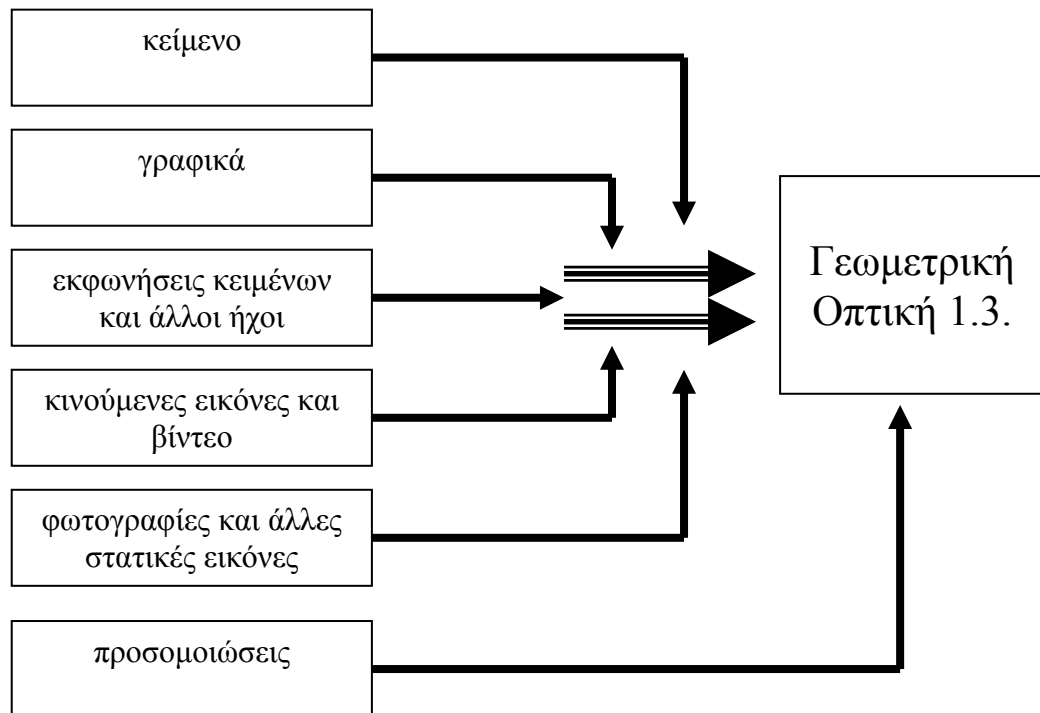 κείμενο
γραφικά
εκφωνήσεις κειμένων
και άλλοι ήχοι
κινούμενες εικόνες και
βίντεο
φωτογραφίες και άλλες
στατικές εικόνες
προσομοιώσεις
Γεωμετρική
Οπτική 1.3.